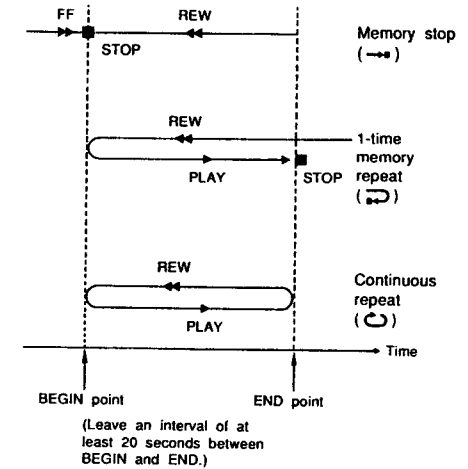 FF
REW
STOP
Memory stop
( )
REW
PLAY
STOP
1-time
memory
repeat
( )
REW
PLAY
Continuous
repeat
( )
Time
BEGIN point
END point
(Leave an interval of at
least 20 seconds between
BEGIN and END.)